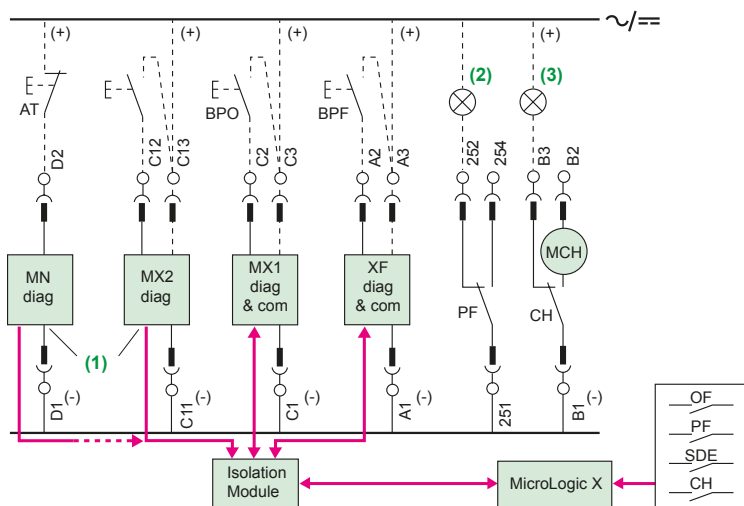 (+) (+) (+) (+) (+)
(2) (3)
AT BPO BPF
D2 C12 C13 C2 C3 A2 A3 252 254 B3 B2
MCH
MN
diag
MX2
diag
MX1
diag
& com
XF
diag
& com
PF CH
(1)
D1 (-) C11 (-) C1 (-) A1 (-) 251 B1 (-)
OF
PF
SDE
CH
Isolation
Module
MicroLogic X